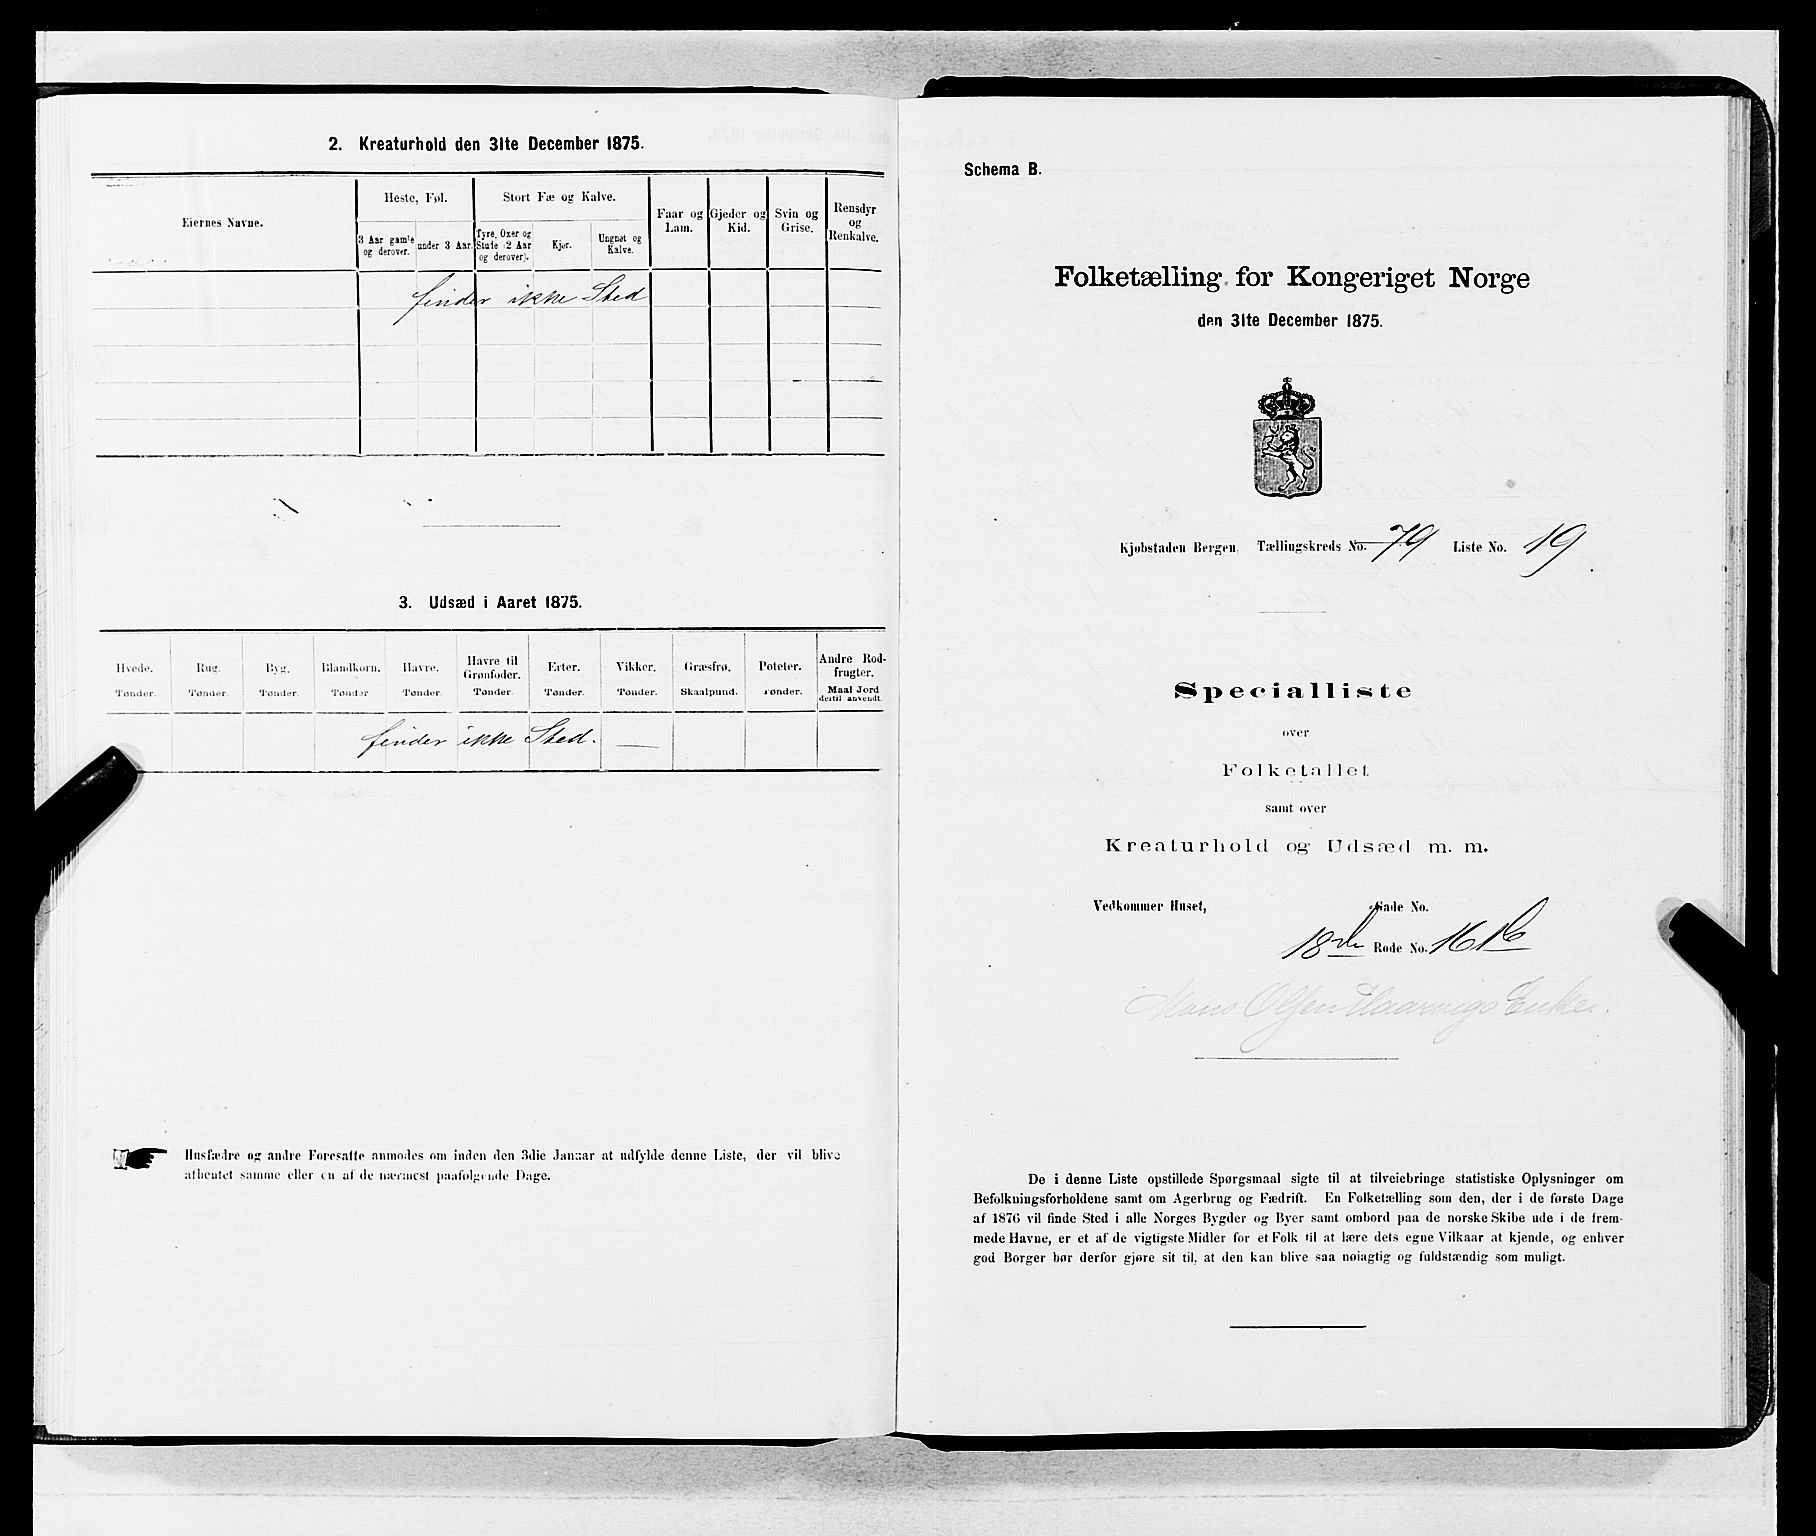 2. Kreaturhold den 31te December 1875.
Eiernes Navne.
Heste, Føl.
Stort Fæ og Kalve.
Faar og Lam.
Gjeder og Kid.
Svin og Grise.
Rensdyr og Renkalve.
3 Aar gamle og derover.
under 3 Aar.
Tyre, Oxer og Stude (2 Aar og derover).
Kjør.
Ungnøt og Kalve.
finder ikke Sted
3. Udsæd i Aaret 1875.
Hvede. Rug. Byg. Blandkorn. Havre. Havre til Grønfoder. Erter. Vikker. Græsfrø. Poteter. Andre Rodfrugter.
Tønder. Tønder. Tønder. Tønder Tønder. Tønder. Tønder. Tønder. Skaalpund. Tønder. Maal Jord dertil anvendt.
finder ikke Sted. —
Husfædre og andre Foresatte anmodes om inden den 3die Januar at udfylde denne Liste, der vil blive
afhentet samme eller en af de nærmest paafølgende Dage.
Schema B.
Folketælling for Kongeriget Norge
den 31te December 1875.
Kjøbstaden Bergen. Tællingskreds No. 79 Liste No. 19
Specialliste
over
Folketallet
samt over
Kreaturhold og Udsæd m. m.
Vedkommer Huset, Gade No.
18de Rode No. 16
Mons Olsen Enke.
De i denne Liste opstillede Spørgsmaal sigte til at tilveiebringe statistiske Oplysninger om
Befolkningsforholdene samt om Agerbrug og Fædrift. En Folketælling som den, der i de første Dage
af 1876 vil finde Sted i alle Norges Bygder og Byer samt ombord paa de norske Skibe ude i de frem-
mede Havne, er et af de vigtigste Midler for et Folk til at lære dets egne Vilkaar at kjende, og enhver
god Borger bør derfor gjøre sit til, at den kan blive saa nøiagtig og fuldstændig som muligt.